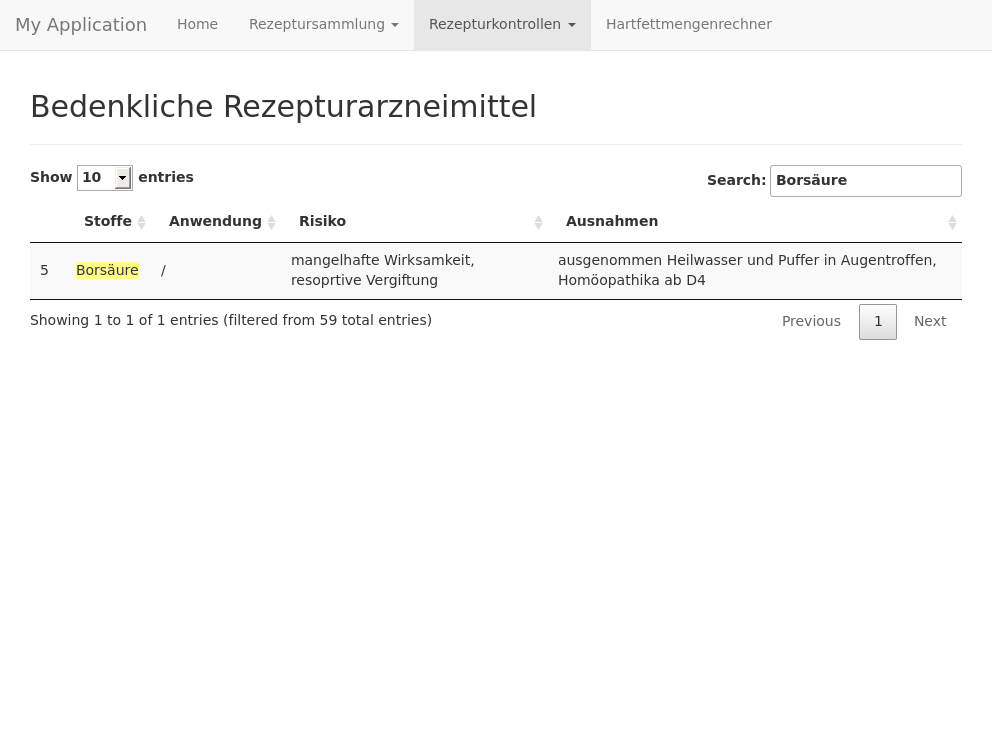 My Application Home Rezeptursammlung Rezepturkontrollen Hartfettmengenrechner
Bedenkliche Rezepturarzneimittel
Show 10 entries
Search: Borsäure
Stoffe Anwendung Risiko Ausnahmen
5 Borsäure / mangelhafte Wirksamkeit, ausgenommen Heilwasser und Puffer in Augentroffen,
resoprtive Vergiftung Homöopathika ab D4
Showing 1 to 1 of 1 entries (filtered from 59 total entries)
Previous 1 Next